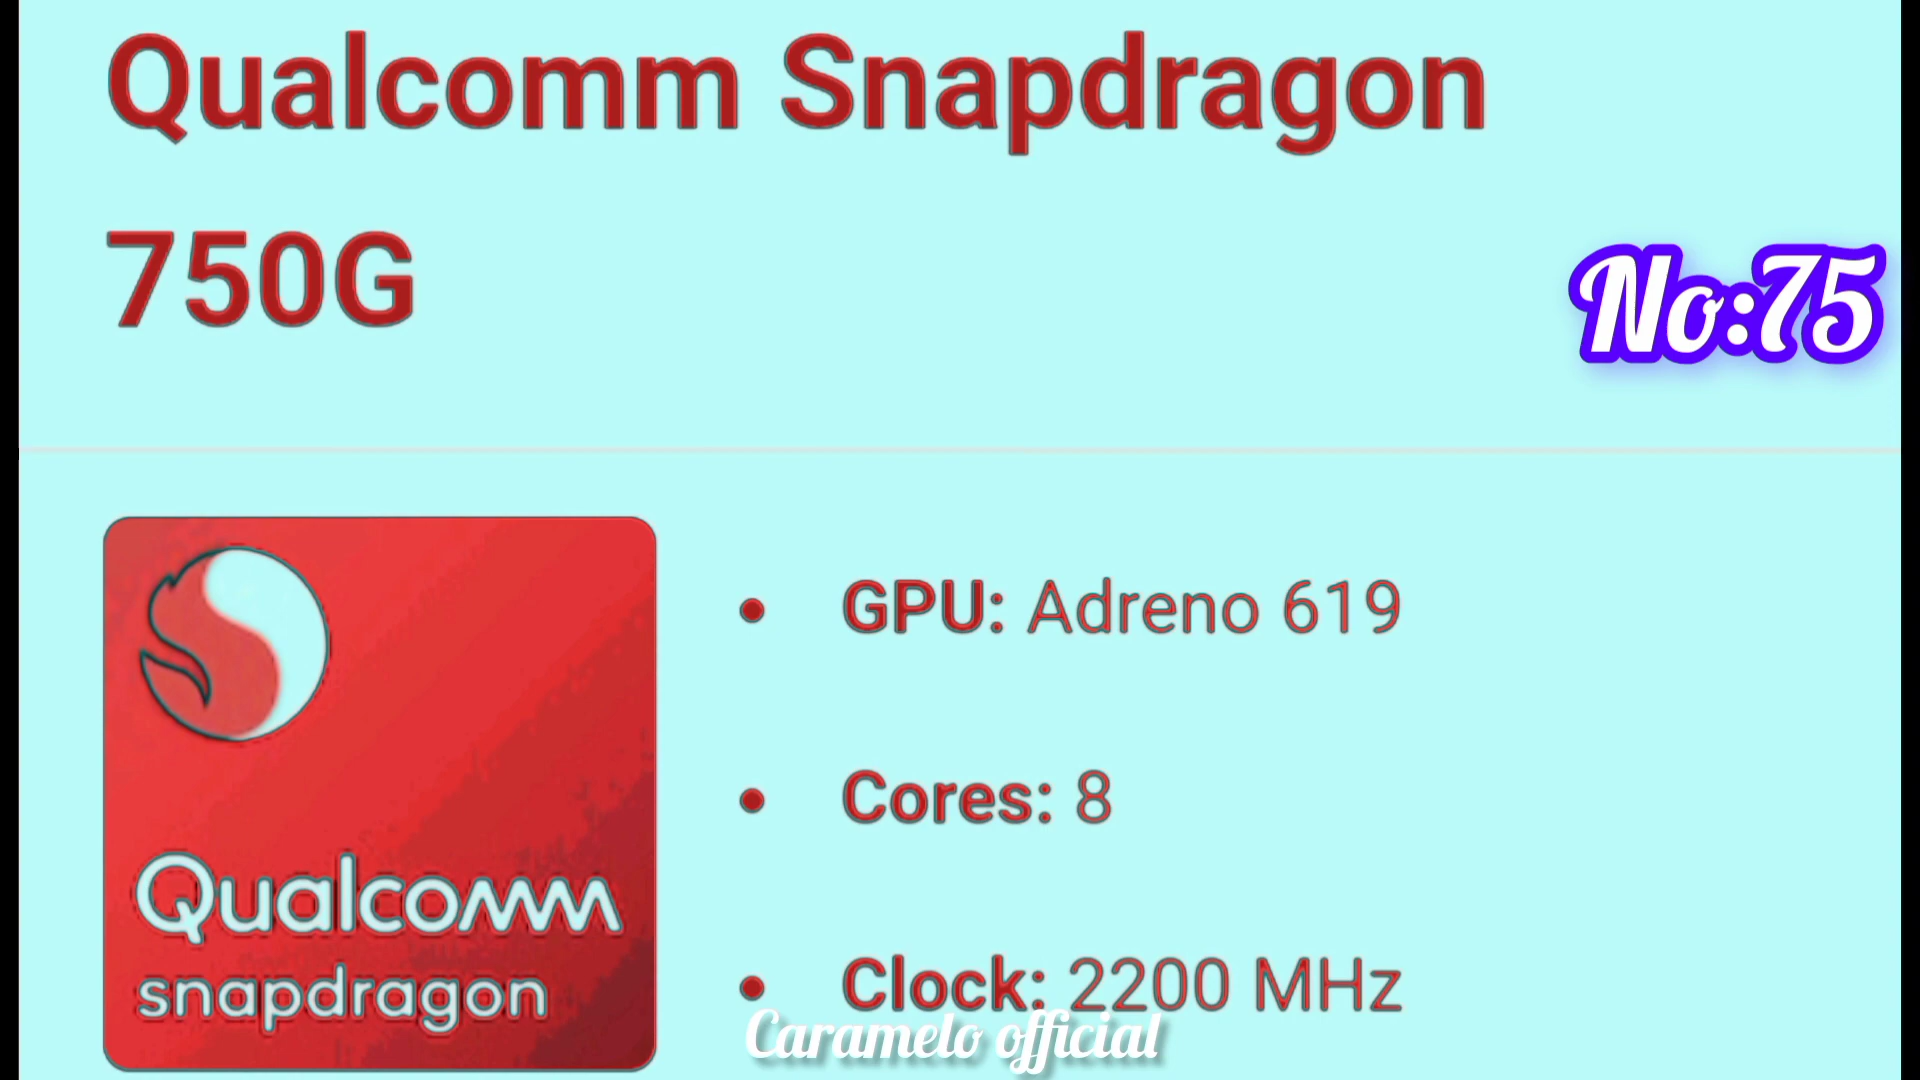 Qualcomm Snapdragon
750G
No:75
GPU: Adreno 619
Cores: 8
Clock: 2200 MHz
Qualcomm
snapdragon
Caramelo official